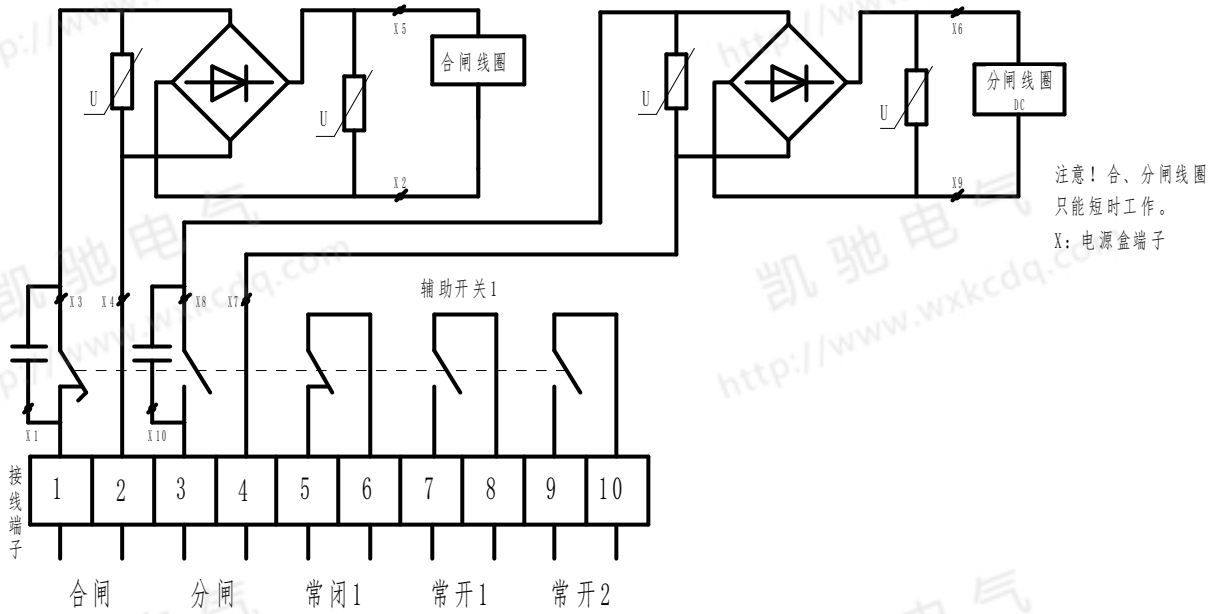 X5
X6
合闸线圈
分闸线圈
DC
U
U
U
U
X2
X9
注意！合、分闸线圈
只能短时工作。
X：电源盒端子
X3
X4
X8
X7
辅助开关1
X1
X10
接线端子
1
2
3
4
5
6
7
8
9
10
合闸
分闸
常闭1
常开1
常开2
凯驰电气
http://www.wxkcdq.com
凯驰电气
http://www.wxkcdq.com